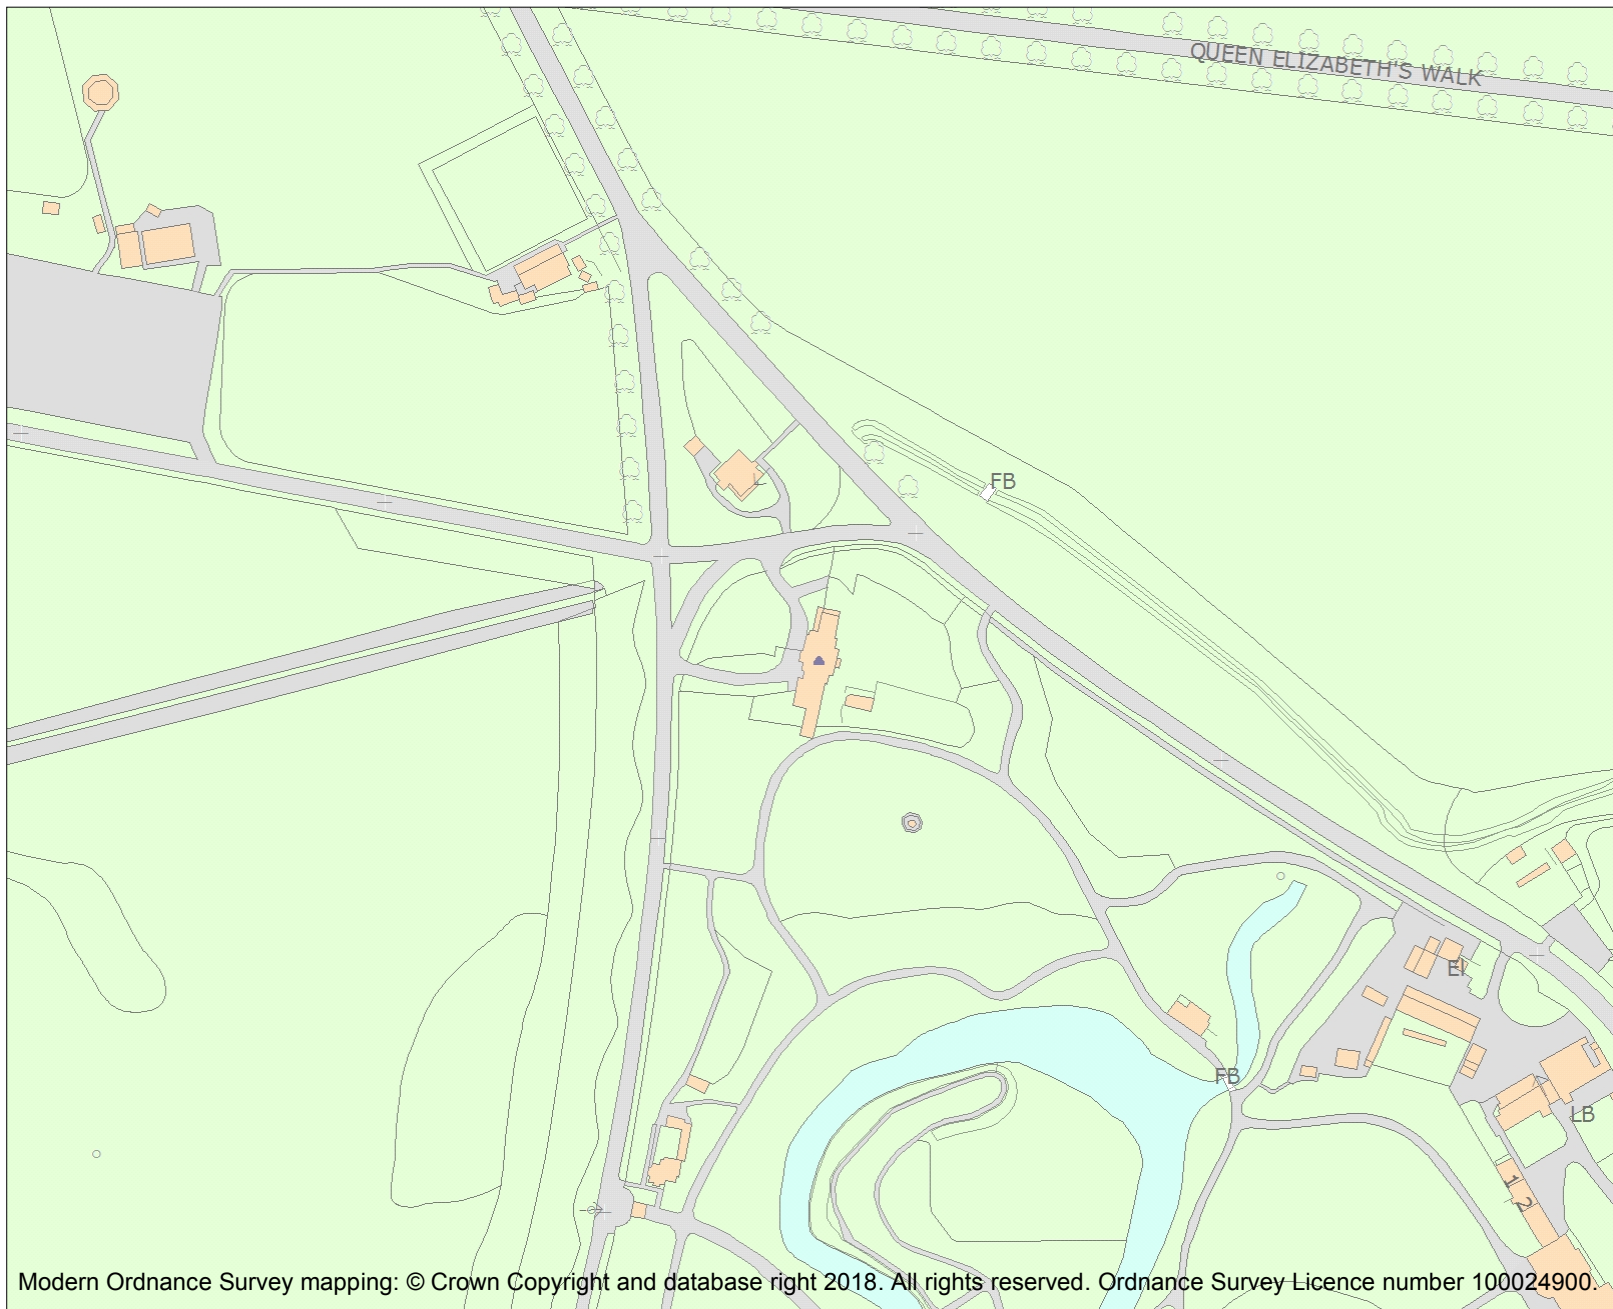 QUEEN ELIZABETH'S WALK
FB
L
El
FB
LB
1
2
Modern Ordnance Survey mapping: © Crown Copyright and database right 2018. All rights reserved. Ordnance Survey Licence number 100024900.